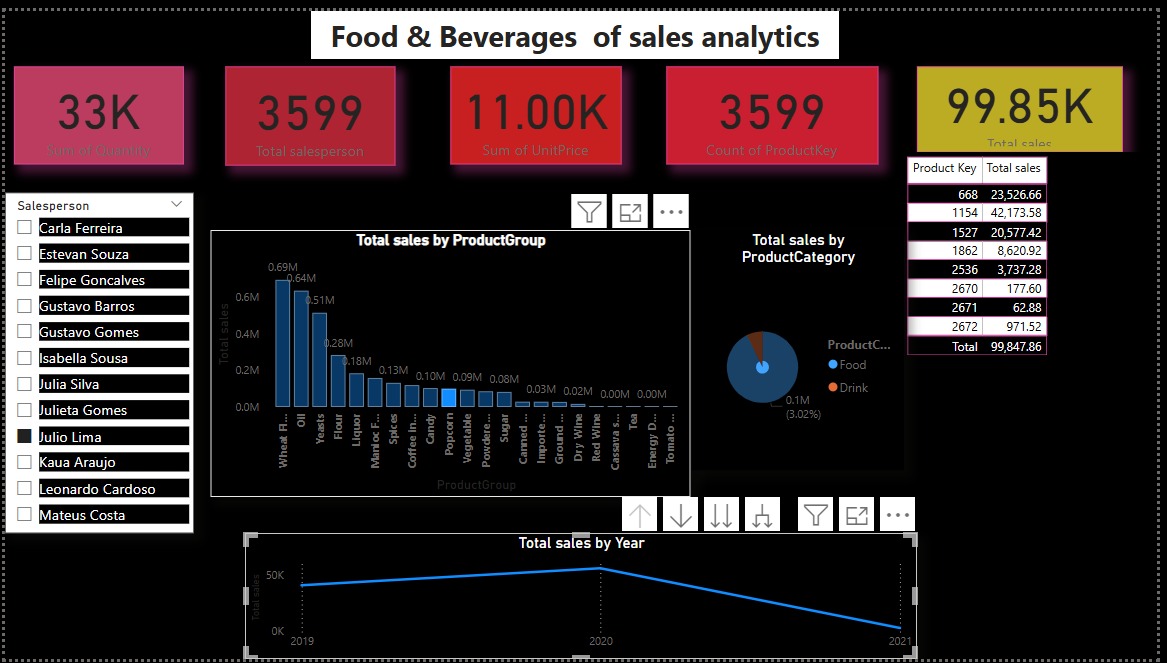 Food & Beverages of sales analytics
33K
Sum of Quantity
3599
Total salesperson
11.00K
Sum of UnitPrice
3599
Count of ProductKey
99.85K
Total sales
Product Key Total sales
668 23,526.66
1154 42,173.58
1527 20,577.42
1862 8,620.92
2536 3,737.28
2670 177.60
2671 62.88
2672 971.52
Total 99,847.86
Salesperson
Carla Ferreira
Estevan Souza
Felipe Goncalves
Gustavo Barros
Gustavo Gomes
Isabella Sousa
Julia Silva
Julieta Gomes
Julio Lima
Kaua Araujo
Leonardo Cardoso
Mateus Costa
Total sales by ProductGroup
Total sales
0.6M
0.4M
0.2M
0.0M
0.69M
0.64M
0.51M
0.28M
0.18M
0.13M
0.10M
0.09M
0.08M
0.03M
0.02M
0.00M
0.00M
Wheat Fl...
Oil
Yeasts
Flour
Liquor
Manioc F...
Spices
Coffee in...
Candy
Popcorn
Vegetable
Powdere...
Sugar
Canned ...
Importe...
Ground ...
Dry Wine
Red Wine
Cassava s...
Tea
Energy D...
Tomato ...
ProductGroup
Total sales by
ProductCategory
ProductC...
Food
Drink
0.1M
(3.02%)
Total sales by Year
Total sales
50K
0K
2019
2020
2021